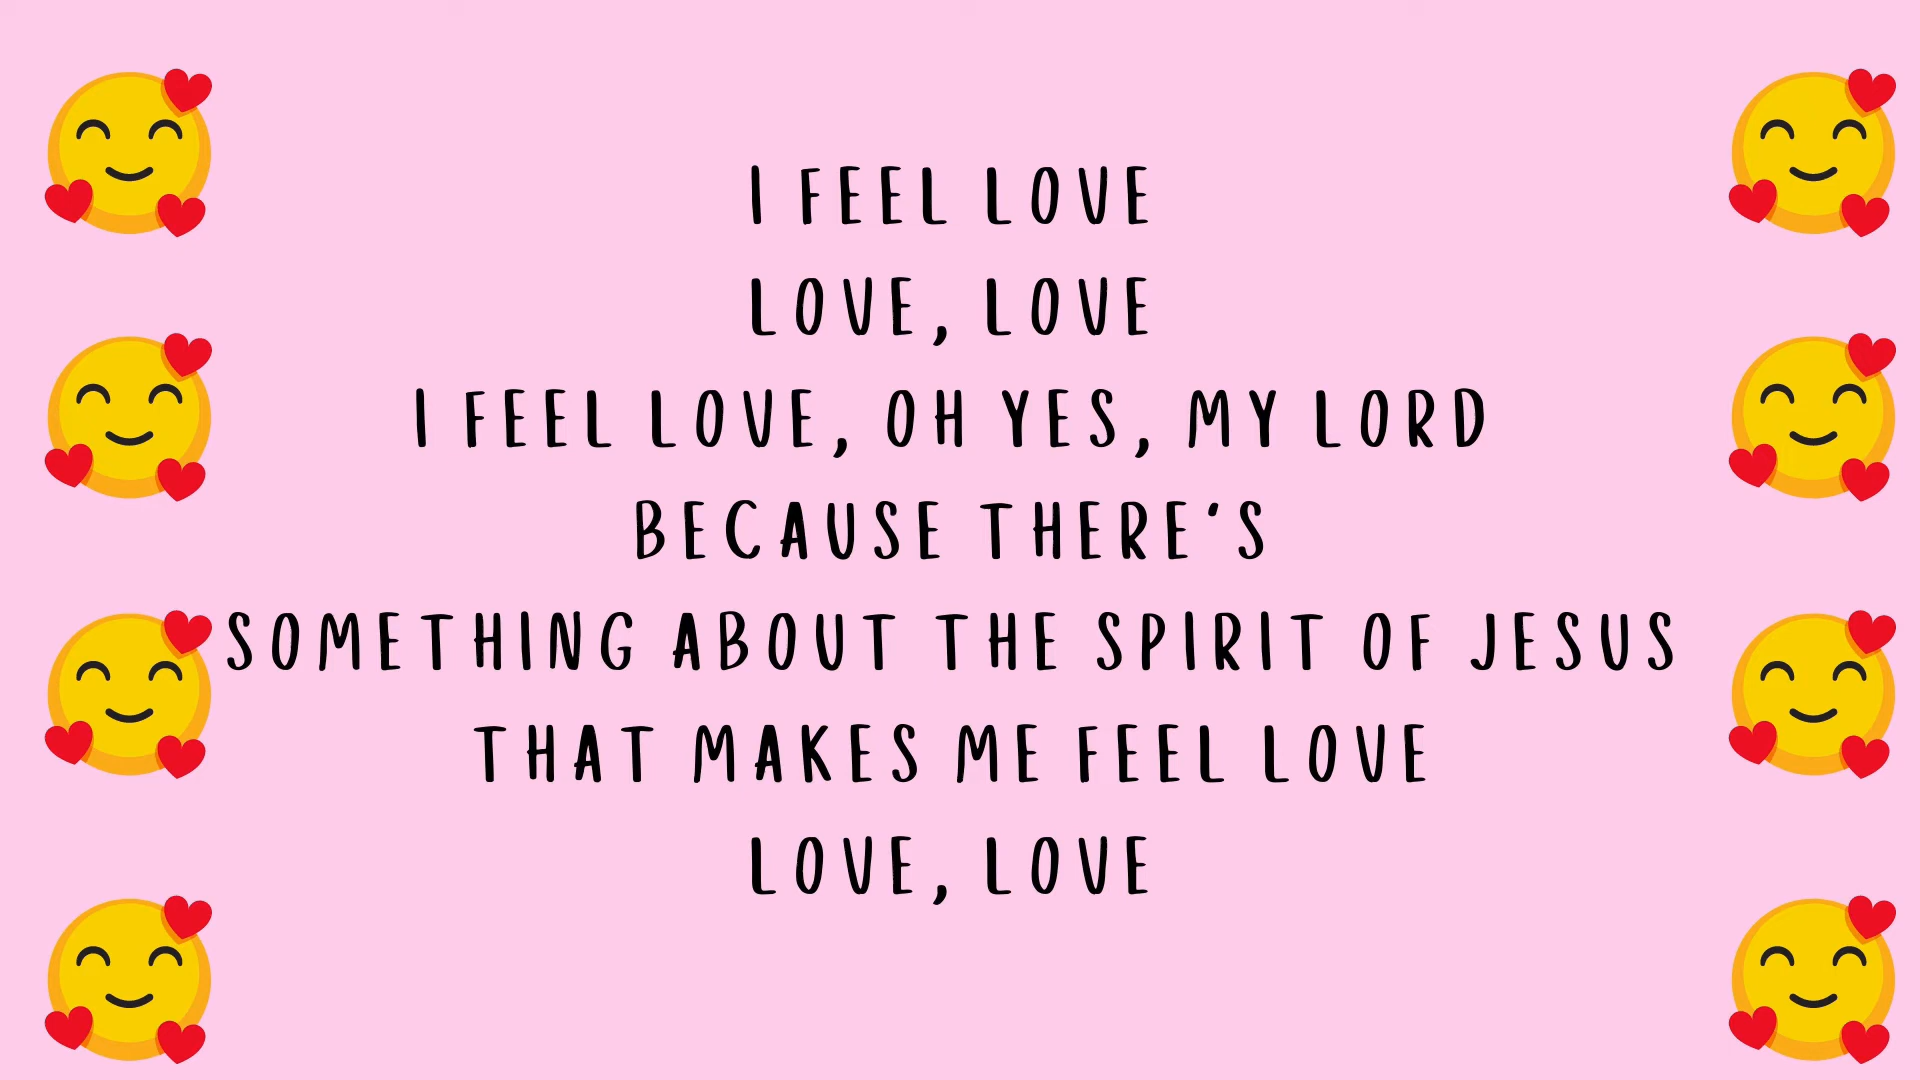 I FEEL LOVE
LOVE, LOVE
I FEEL LOVE, OH YES, MY LORD
BECAUSE THERE'S
SOMETHING ABOUT THE SPIRIT OF JESUS
THAT MAKES ME FEEL LOVE
LOVE, LOVE